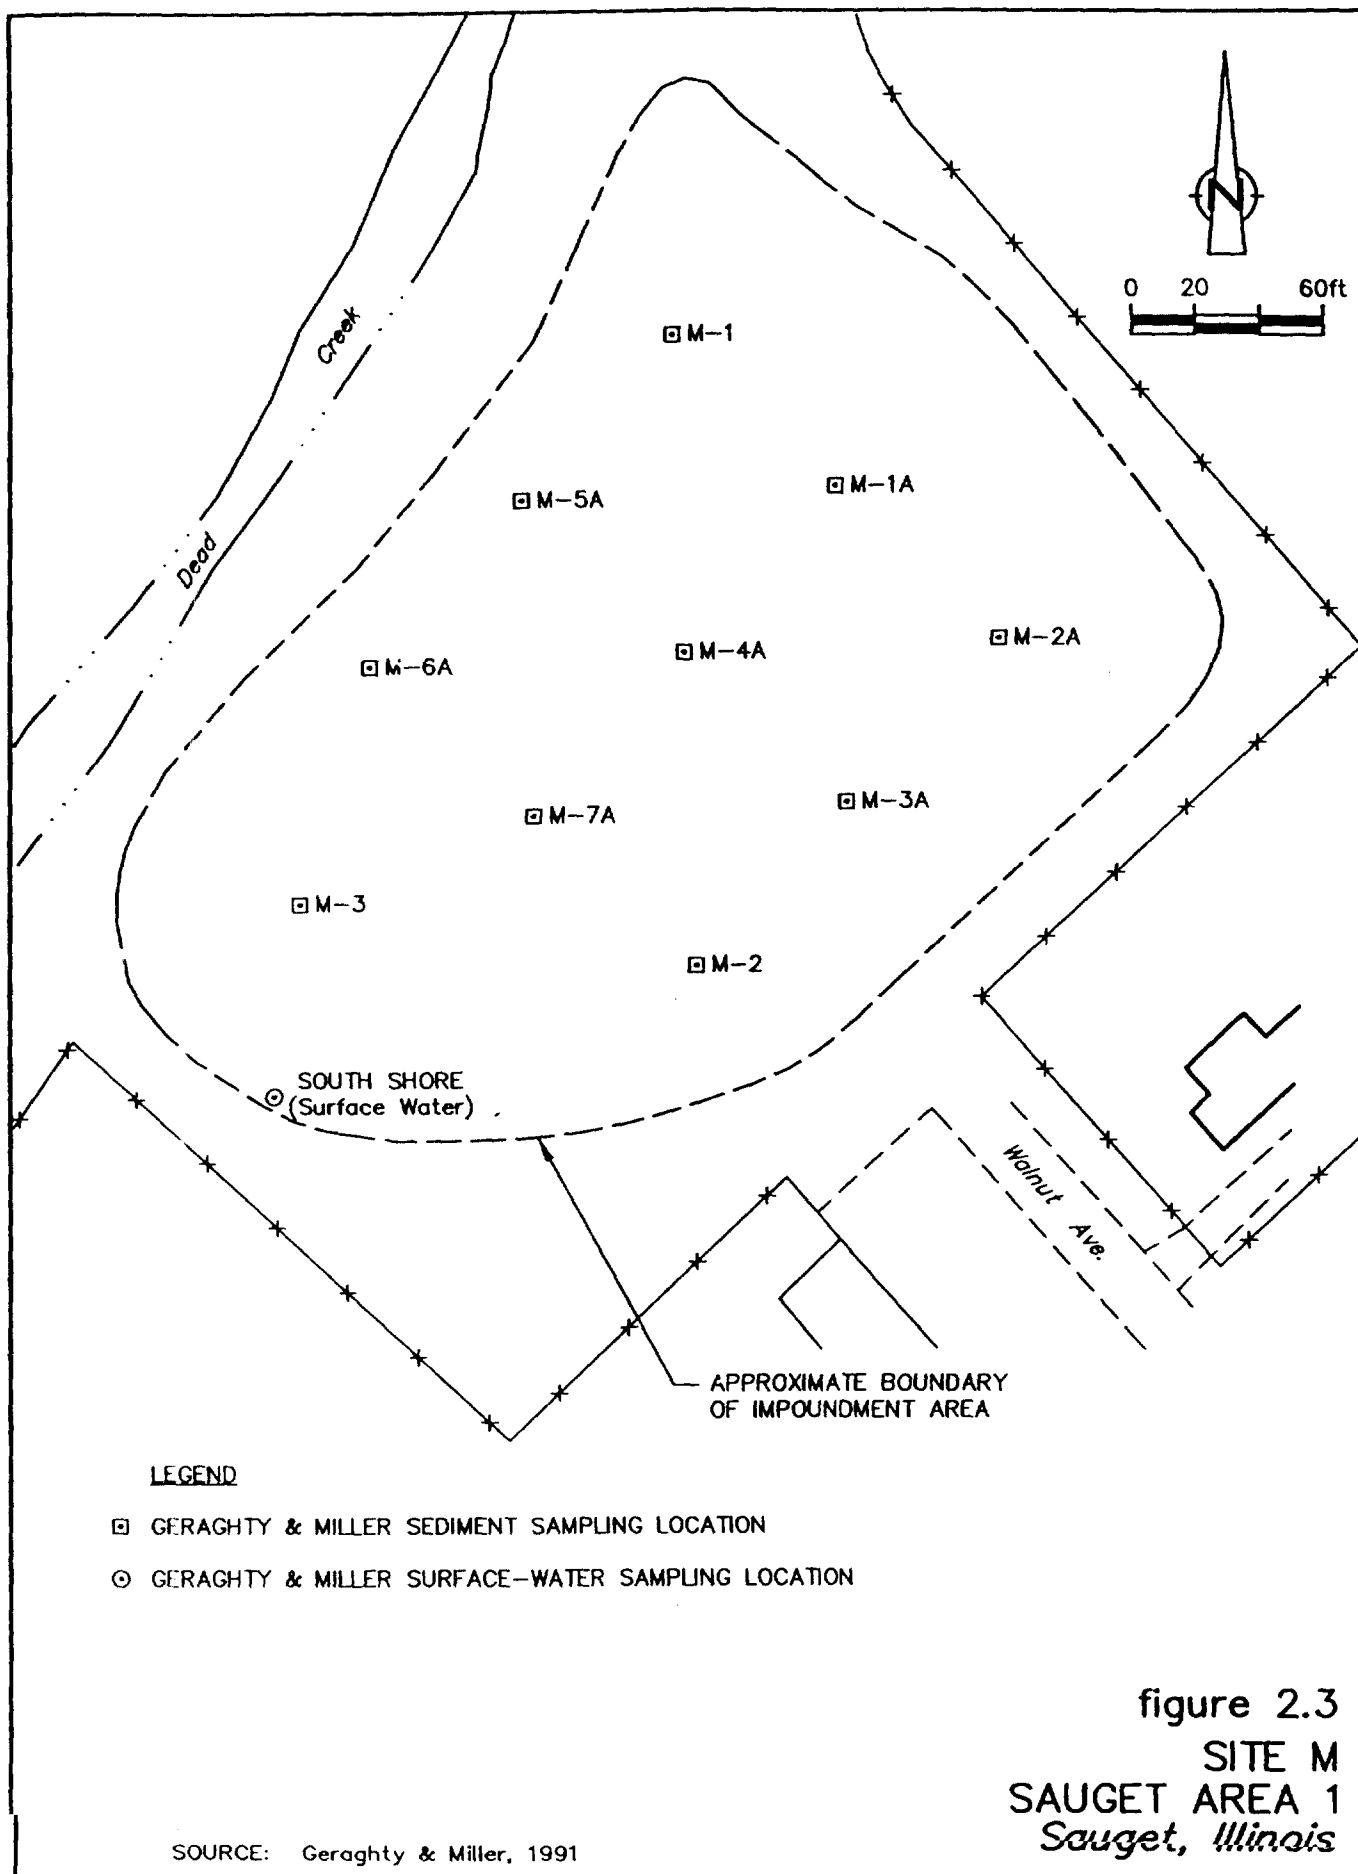 N
0 20 60ft
Creek
Dead
M-1
M-5A
M-1A
M-6A
M-4A
M-2A
M-7A
M-3A
M-3
M-2
SOUTH SHORE
(Surface Water)
Walnut Ave.
APPROXIMATE BOUNDARY
OF IMPOUNDMENT AREA
LEGEND
GERAGHTY & MILLER SEDIMENT SAMPLING LOCATION
GERAGHTY & MILLER SURFACE-WATER SAMPLING LOCATION
figure 2.3
SITE M
SAUGET AREA 1
Sauget, Illinois
SOURCE: Geraghty & Miller, 1991